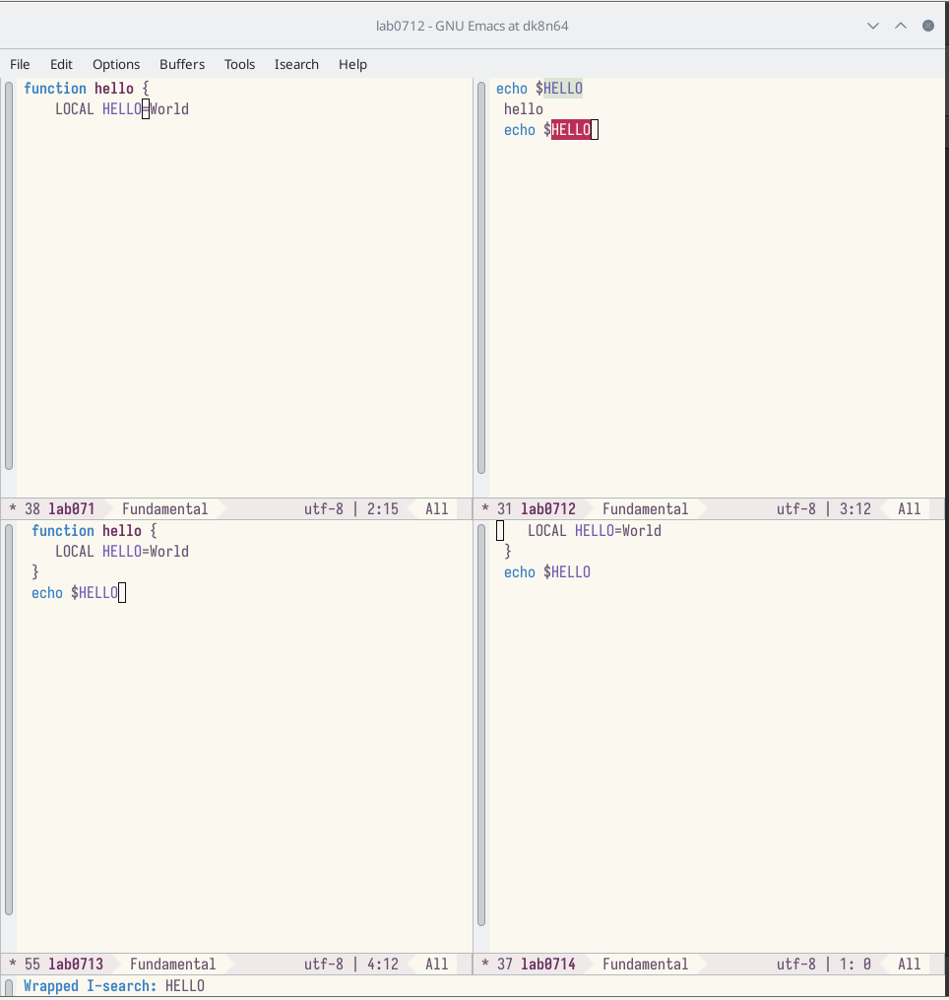 lab0712 - GNU Emacs at dk8n64
File Edit Options Buffers Tools Isearch Help
function hello {
    LOCAL HELLO=World
* 38 lab071 Fundamental utf-8 | 2:15 All
echo $HELLO
 hello
 echo $HELLO
* 31 lab0712 Fundamental utf-8 | 3:12 All
 function hello {
    LOCAL HELLO=World
 }
 echo $HELLO
* 55 lab0713 Fundamental utf-8 | 4:12 All
    LOCAL HELLO=World
 }
 echo $HELLO
* 37 lab0714 Fundamental utf-8 | 1: 0 All
Wrapped I-search: HELLO